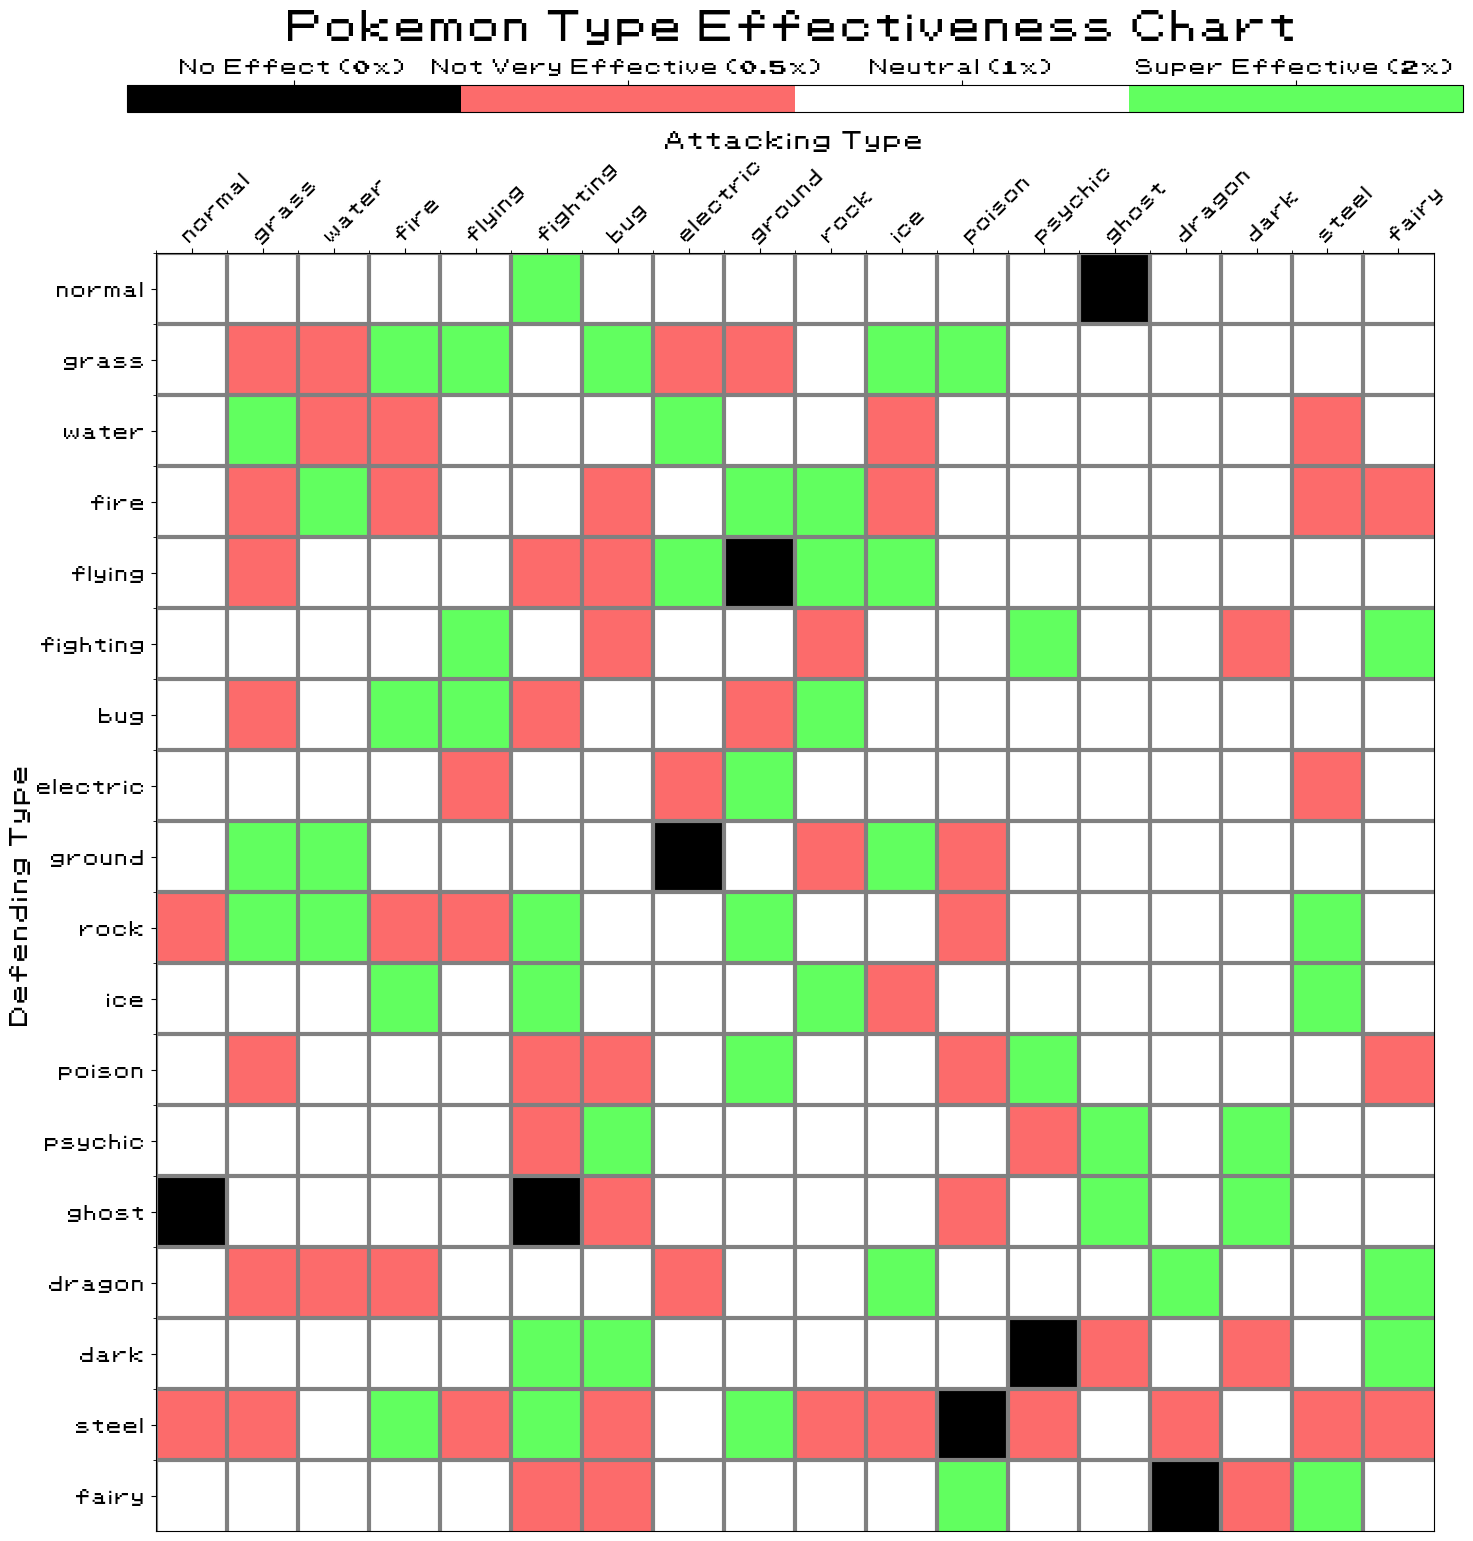 Pokemon Type Effectiveness Chart
No Effect (0x) Not Very Effective (0.5x) Neutral (1x) Super Effective (2x)
Attacking Type
normal grass water fire flying fighting bug electric ground rock ice poison psychic ghost dragon dark steel fairy
Defending Type
normal
grass
water
fire
flying
fighting
bug
electric
ground
rock
ice
poison
psychic
ghost
dragon
dark
steel
fairy